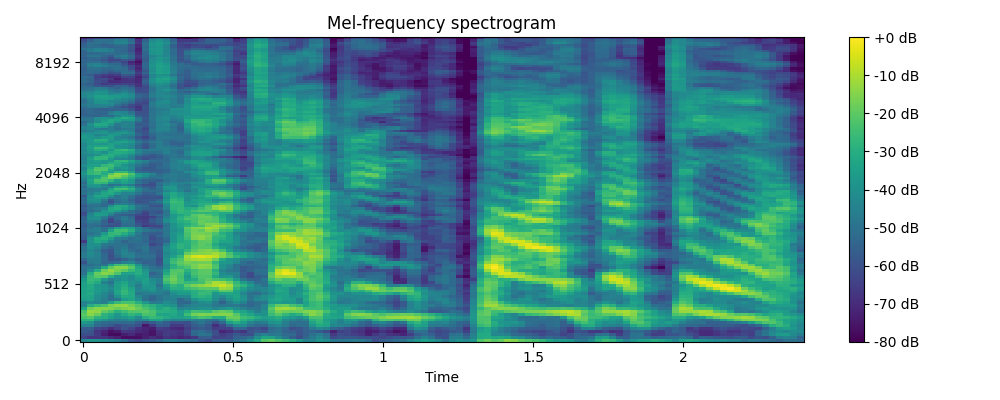 Mel-frequency spectrogram
Hz
8192
4096
2048
1024
512
0
0 0.5 1 1.5 2
Time
+0 dB
-10 dB
-20 dB
-30 dB
-40 dB
-50 dB
-60 dB
-70 dB
-80 dB